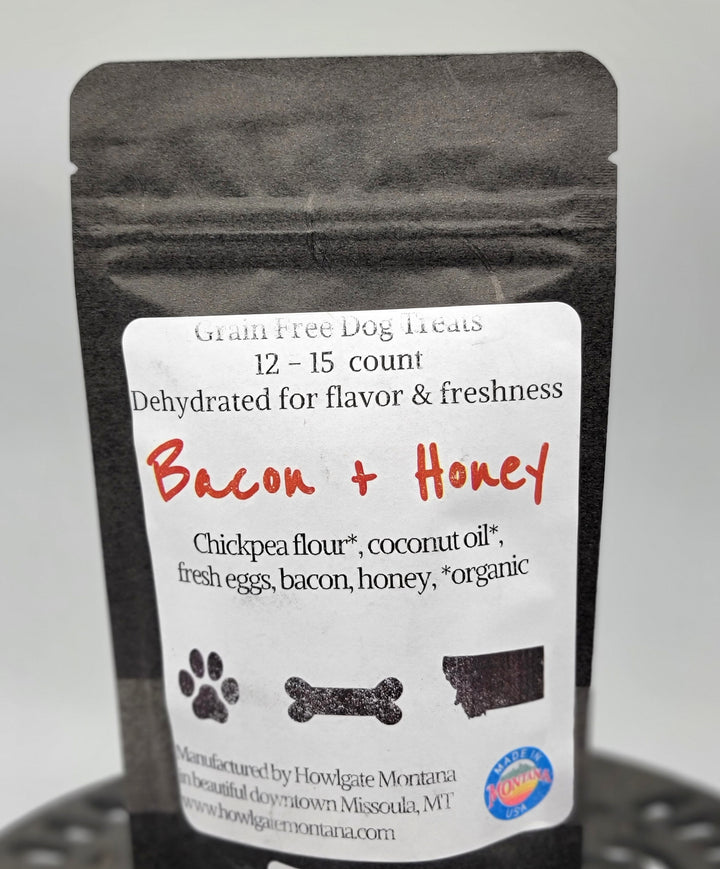 Grain Free Dog Treats
12 – 15 count
Dehydrated for flavor & freshness
Bacon + Honey
Chickpea flour*, coconut oil*,
fresh eggs, bacon, honey, *organic
Manufactured by Howlgate Montana
in beautiful downtown Missoula, MT
www.howlgatemontana.com
MADE IN
MONTANA
USA